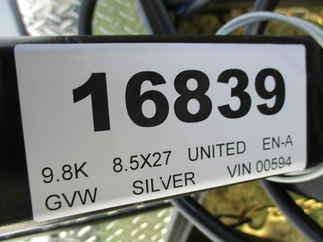 16839
9.8K 8.5X27 UNITED EN-A
GVW SILVER VIN 00594